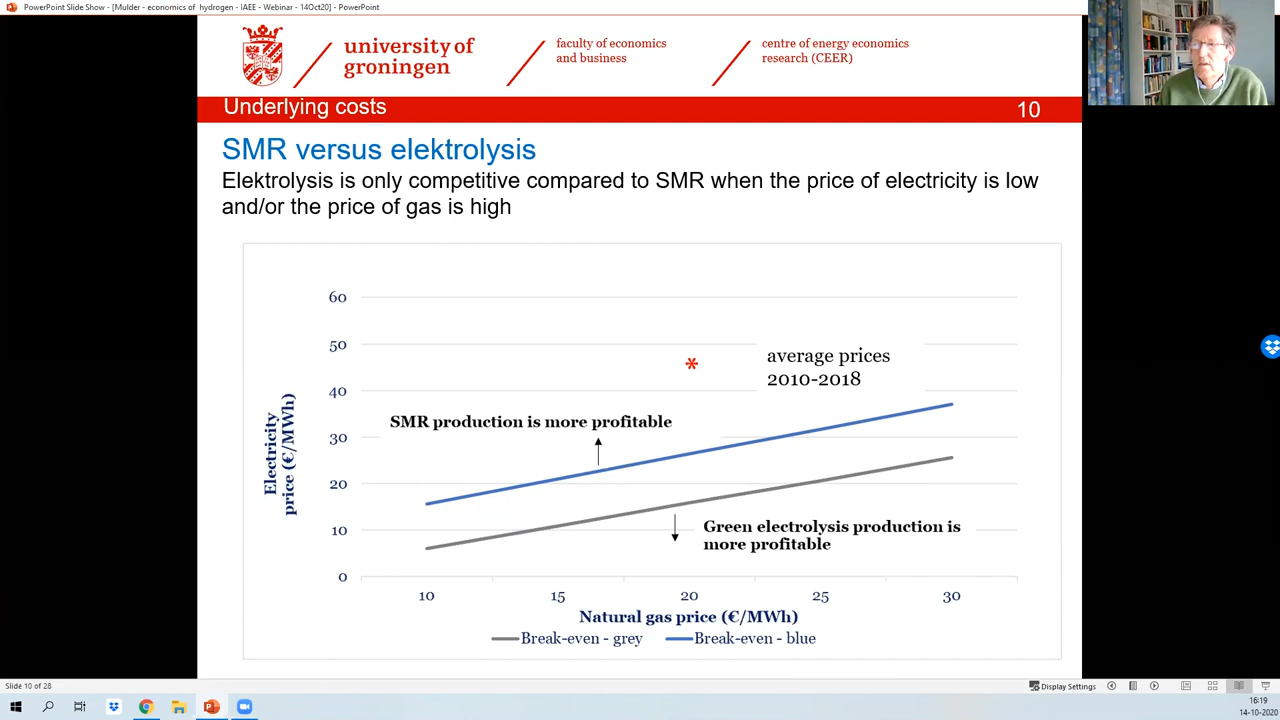 PowerPoint Slide Show - [Mulder - economics of hydrogen - IAEE - Webinar - 14Oct20] - PowerPoint
university of
groningen
faculty of economics
and business
centre of energy economics
research (CEER)
Underlying costs
10
SMR versus elektrolysis
Elektrolysis is only competitive compared to SMR when the price of electricity is low
and/or the price of gas is high
60
50
40
30
20
10
0
Electricity
price (€/MWh)
*
average prices
2010-2018
SMR production is more profitable
Green electrolysis production is
more profitable
10
15
20
25
30
Natural gas price (€/MWh)
Break-even - grey
Break-even - blue
Slide 10 of 28
Display Settings
16:19
14-10-2020